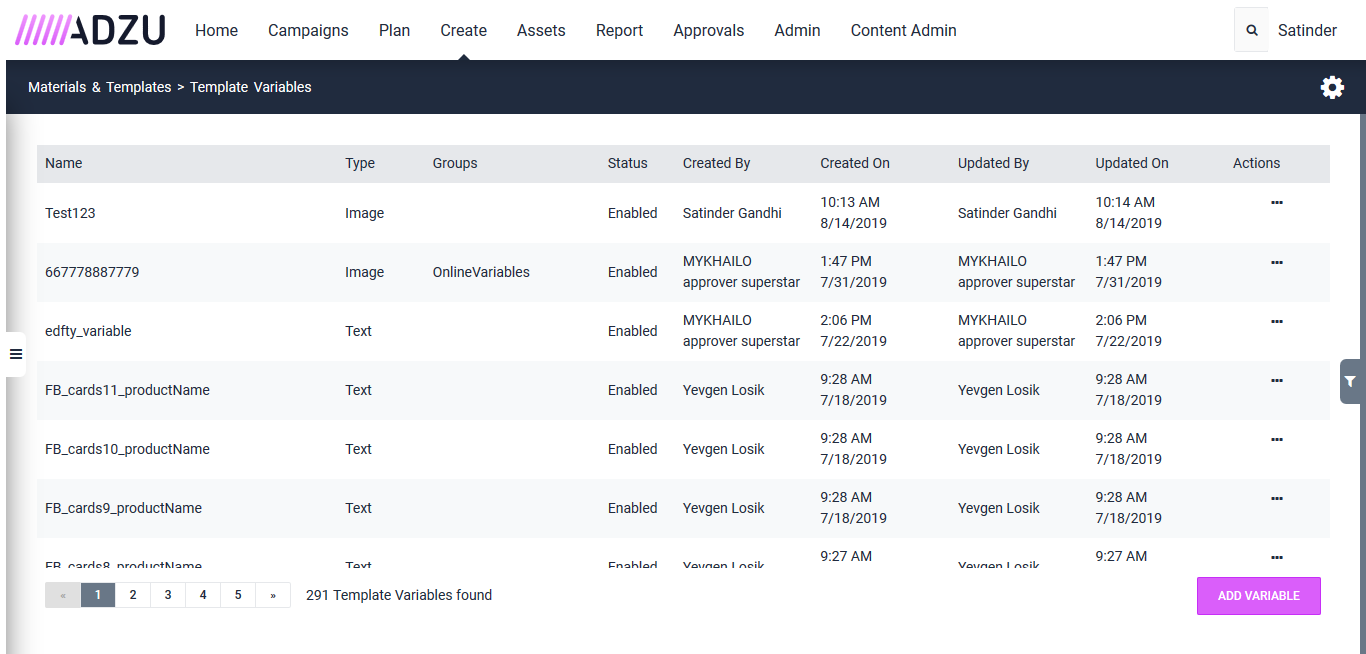 ADZU Home Campaigns Plan Create Assets Report Approvals Admin Content Admin Satinder
Materials & Templates > Template Variables
Name Type Groups Status Created By Created On Updated By Updated On Actions
Test123 Image Enabled Satinder Gandhi 10:13 AM Satinder Gandhi 10:14 AM
8/14/2019 8/14/2019
667778887779 Image OnlineVariables Enabled MYKHAILO 1:47 PM MYKHAILO 1:47 PM
approver superstar 7/31/2019 approver superstar 7/31/2019
edfty_variable Text Enabled MYKHAILO 2:06 PM MYKHAILO 2:06 PM
approver superstar 7/22/2019 approver superstar 7/22/2019
FB_cards11_productName Text Enabled Yevgen Losik 9:28 AM Yevgen Losik 9:28 AM
7/18/2019 7/18/2019
FB_cards10_productName Text Enabled Yevgen Losik 9:28 AM Yevgen Losik 9:28 AM
7/18/2019 7/18/2019
FB_cards9_productName Text Enabled Yevgen Losik 9:28 AM Yevgen Losik 9:28 AM
7/18/2019 7/18/2019
FB_cards8_productName Text Enabled Yevgen Losik 9:27 AM Yevgen Losik 9:27 AM
« 1 2 3 4 5 » 291 Template Variables found ADD VARIABLE